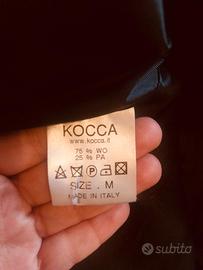 KOCCA
www.kocca.it
75 % WO
25 % PA
P
SIZE . M
MADE IN ITALY
subito